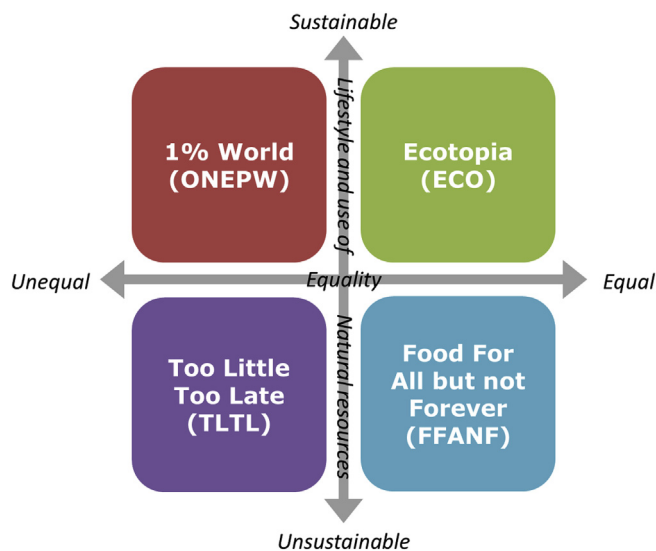 Sustainable
1% World
(ONEPW)
Lifestyle and use of
Ecotopia
(ECO)
Unequal
Equality
Equal
Too Little
Too Late
(TLTL)
Natural resources
Food For
All but not
Forever
(FFANF)
Unsustainable